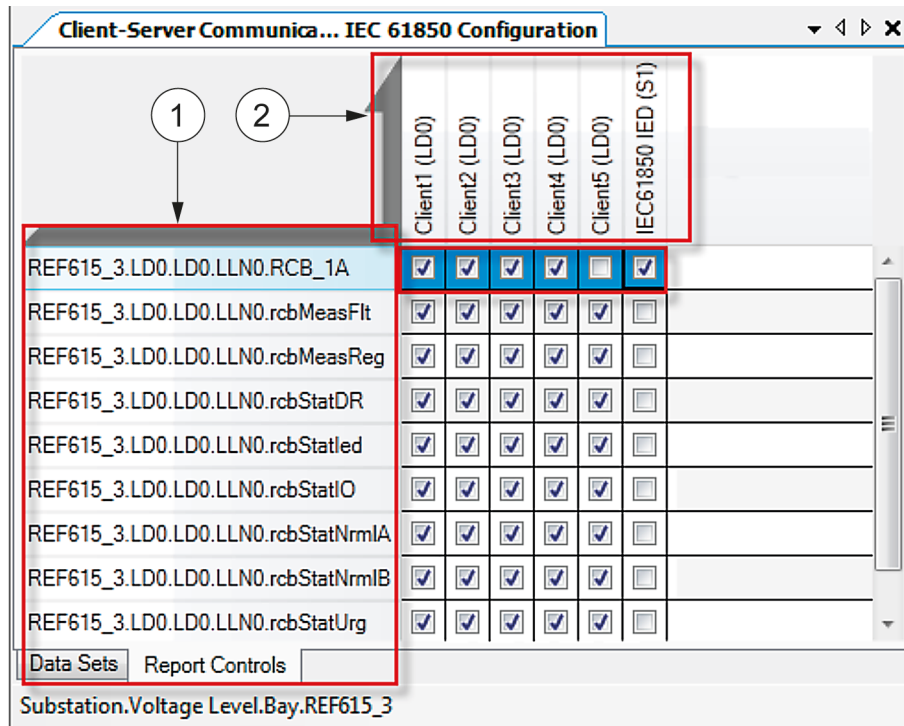 Client-Server Communica... IEC 61850 Configuration
1
2
Client1 (LD0)
Client2 (LD0)
Client3 (LD0)
Client4 (LD0)
Client5 (LD0)
IEC61850 IED (S1)
REF615_3.LD0.LD0.LLN0.RCB_1A
REF615_3.LD0.LD0.LLN0.rcbMeasFlt
REF615_3.LD0.LD0.LLN0.rcbMeasReg
REF615_3.LD0.LD0.LLN0.rcbStatDR
REF615_3.LD0.LD0.LLN0.rcbStatled
REF615_3.LD0.LD0.LLN0.rcbStatIO
REF615_3.LD0.LD0.LLN0.rcbStatNrmlA
REF615_3.LD0.LD0.LLN0.rcbStatNrmlB
REF615_3.LD0.LD0.LLN0.rcbStatUrg
Data Sets Report Controls
Substation.Voltage Level.Bay.REF615_3